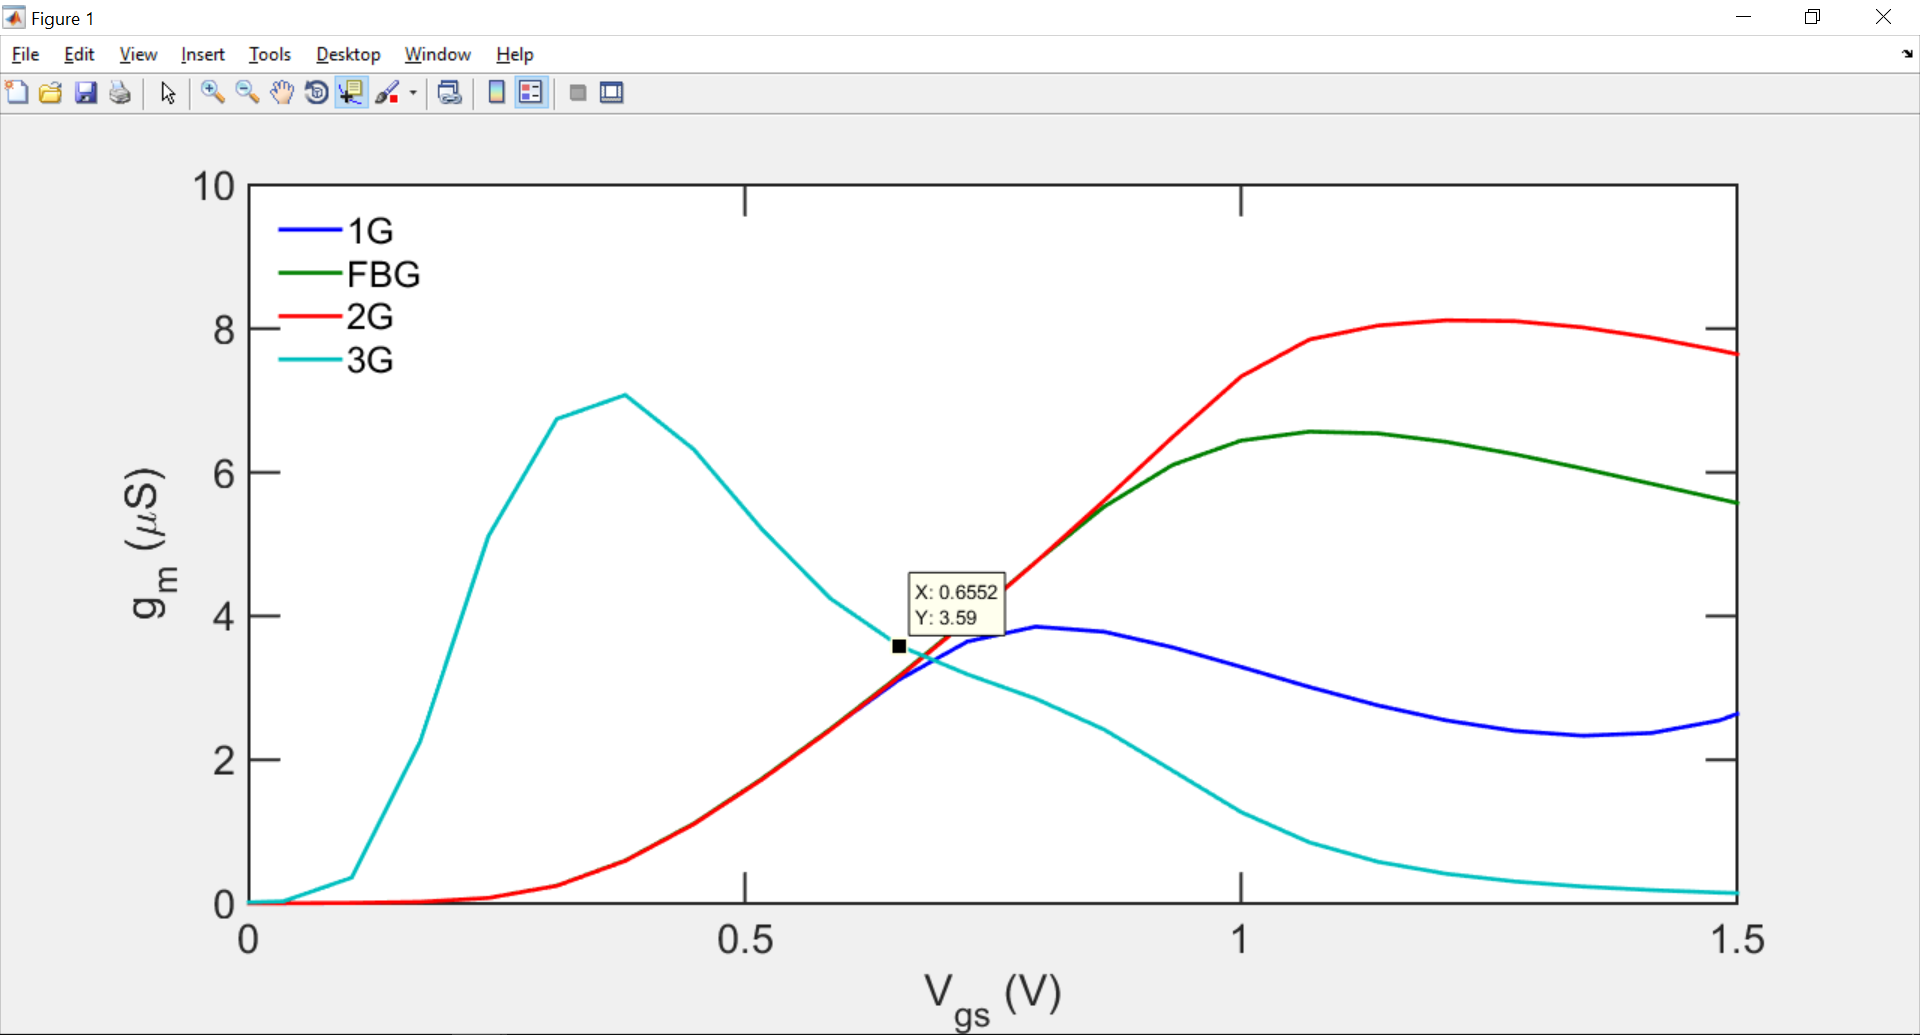 Figure 1
File Edit View Insert Tools Desktop Window Help
10
8
6
4
2
0
1G
FBG
2G
3G
X: 0.6552
Y: 3.59
0 0.5 1 1.5
gm (μS)
Vgs (V)